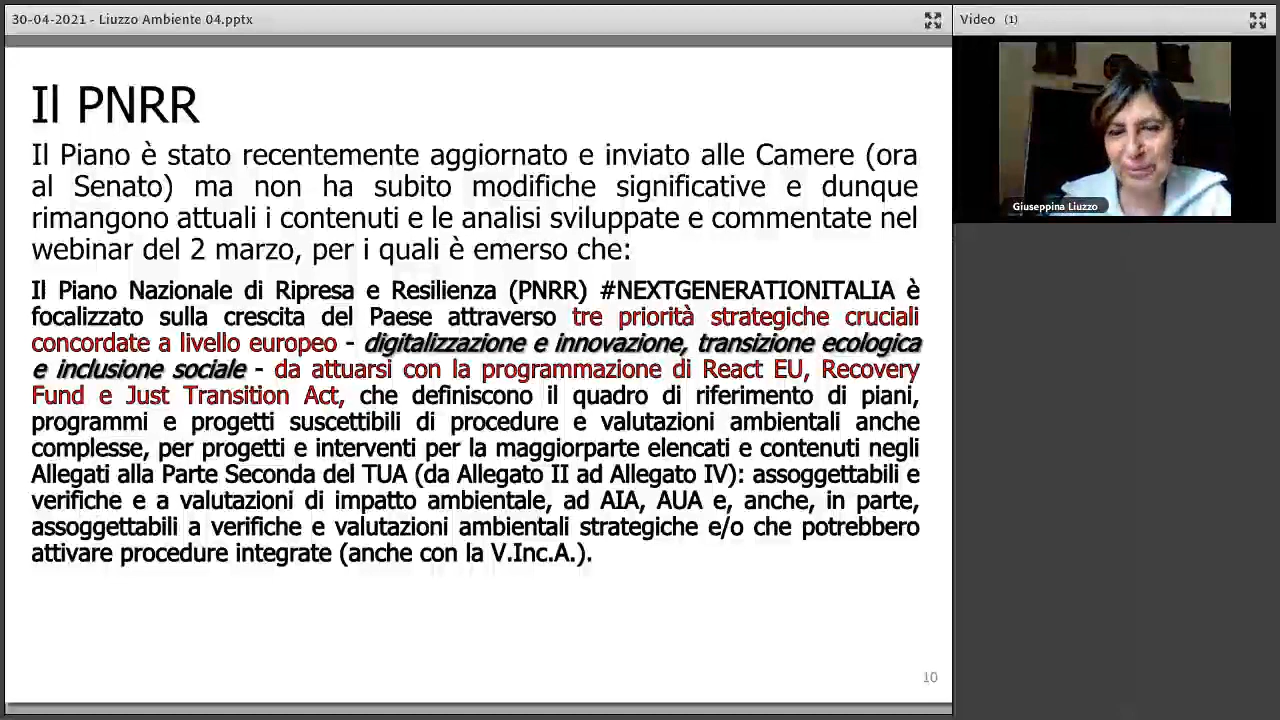 30-04-2021 - Liuzzo Ambiente 04.pptx
Video (1)
Giuseppina Liuzzo
Il PNRR
Il Piano è stato recentemente aggiornato e inviato alle Camere (ora
al Senato) ma non ha subito modifiche significative e dunque
rimangono attuali i contenuti e le analisi sviluppate e commentate nel
webinar del 2 marzo, per i quali è emerso che:
Il Piano Nazionale di Ripresa e Resilienza (PNRR) #NEXTGENERATIONITALIA è
focalizzato sulla crescita del Paese attraverso tre priorità strategiche cruciali
concordate a livello europeo - digitalizzazione e innovazione, transizione ecologica
e inclusione sociale - da attuarsi con la programmazione di React EU, Recovery
Fund e Just Transition Act, che definiscono il quadro di riferimento di piani,
programmi e progetti suscettibili di procedure e valutazioni ambientali anche
complesse, per progetti e interventi per la maggiorparte elencati e contenuti negli
Allegati alla Parte Seconda del TUA (da Allegato II ad Allegato IV): assoggettabili e
verifiche e a valutazioni di impatto ambientale, ad AIA, AUA e, anche, in parte,
assoggettabili a verifiche e valutazioni ambientali strategiche e/o che potrebbero
attivare procedure integrate (anche con la V.Inc.A.).
10